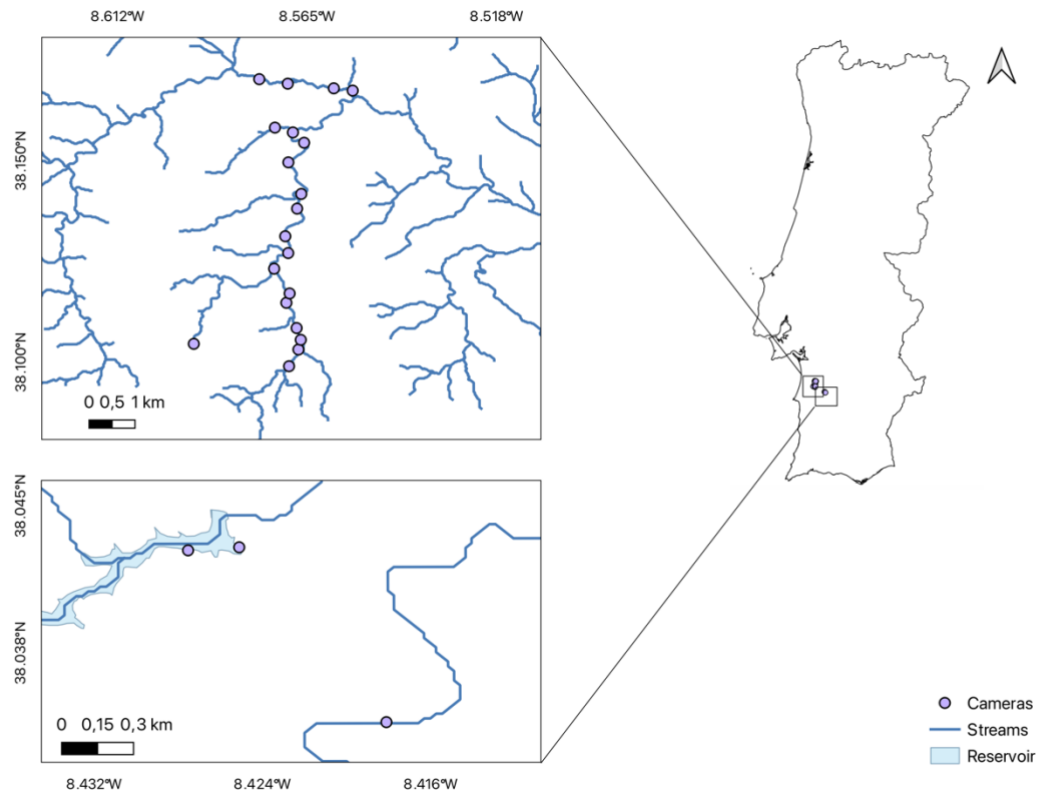 8.612°W 8.565°W 8.518°W
38.150°N
38.100°N
0 0,5 1 km
38.045°N
38.038°N
0 0,15 0,3 km
8.432°W 8.424°W 8.416°W
Cameras
Streams
Reservoir